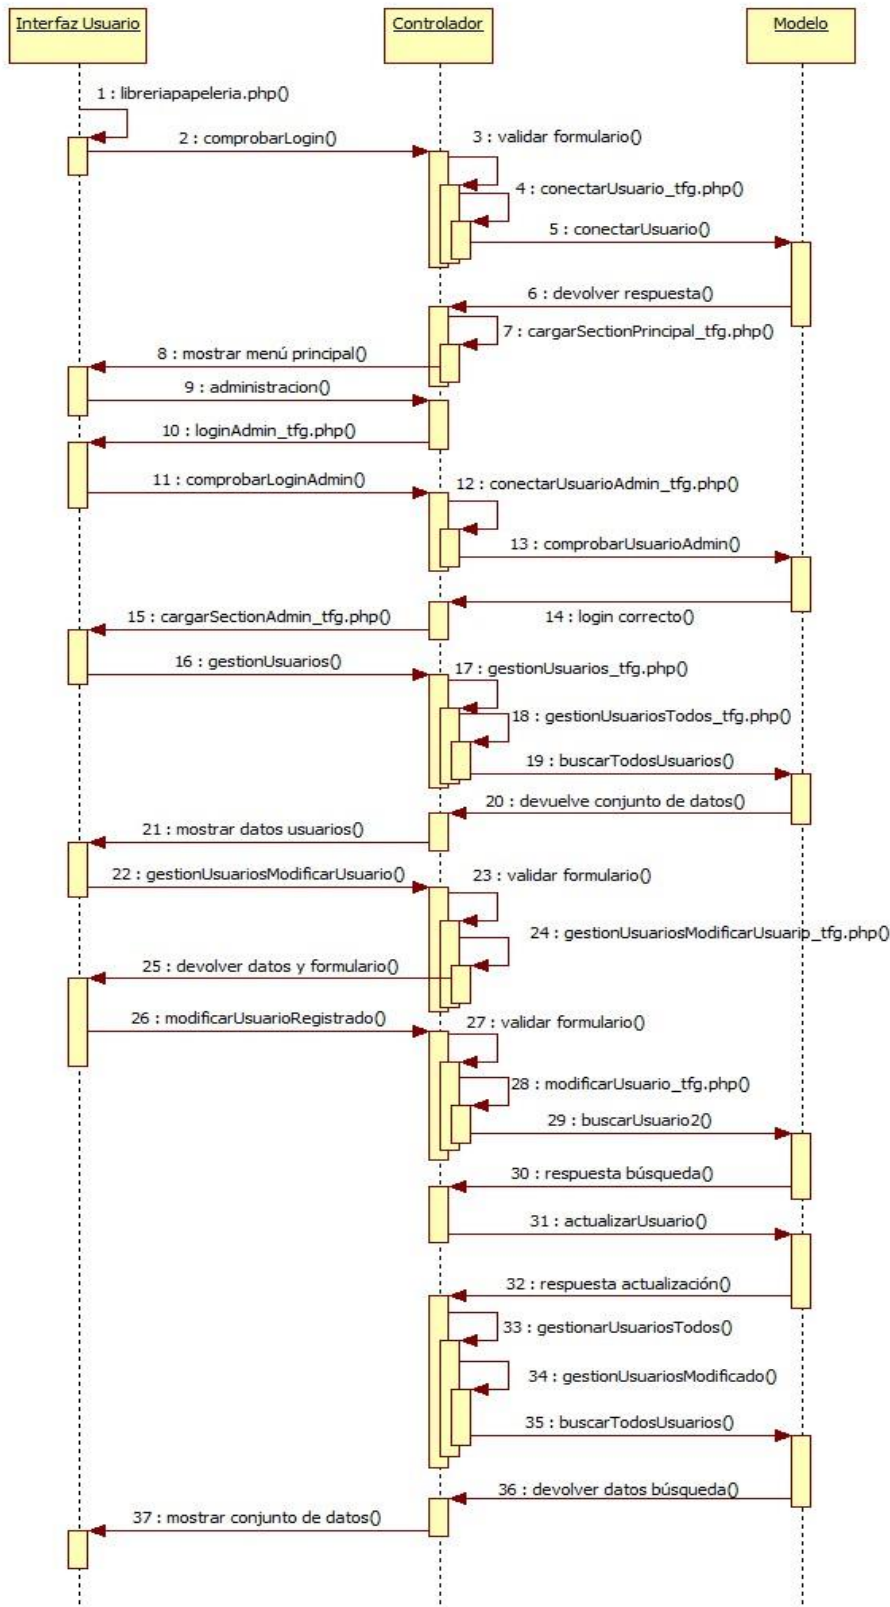 Interfaz Usuario
Controlador
Modelo
1 : libreriapapeleria.php()
2 : comprobarLogin()
3 : validar formulario()
4 : conectarUsuario_tfg.php()
5 : conectarUsuario()
6 : devolver respuesta()
7 : cargarSectionPrincipal_tfg.php()
8 : mostrar menú principal()
9 : administracion()
10 : loginAdmin_tfg.php()
11 : comprobarLoginAdmin()
12 : conectarUsuarioAdmin_tfg.php()
13 : comprobarUsuarioAdmin()
14 : login correcto()
15 : cargarSectionAdmin_tfg.php()
16 : gestionUsuarios()
17 : gestionUsuarios_tfg.php()
18 : gestionUsuariosTodos_tfg.php()
19 : buscarTodosUsuarios()
20 : devuelve conjunto de datos()
21 : mostrar datos usuarios()
22 : gestionUsuariosModificarUsuario()
23 : validar formulario()
24 : gestionUsuariosModificarUsuario_tfg.php()
25 : devolver datos y formulario()
26 : modificarUsuarioRegistrado()
27 : validar formulario()
28 : modificarUsuario_tfg.php()
29 : buscarUsuario2()
30 : respuesta búsqueda()
31 : actualizarUsuario()
32 : respuesta actualización()
33 : gestionarUsuariosTodos()
34 : gestionUsuariosModificado()
35 : buscarTodosUsuarios()
36 : devolver datos búsqueda()
37 : mostrar conjunto de datos()